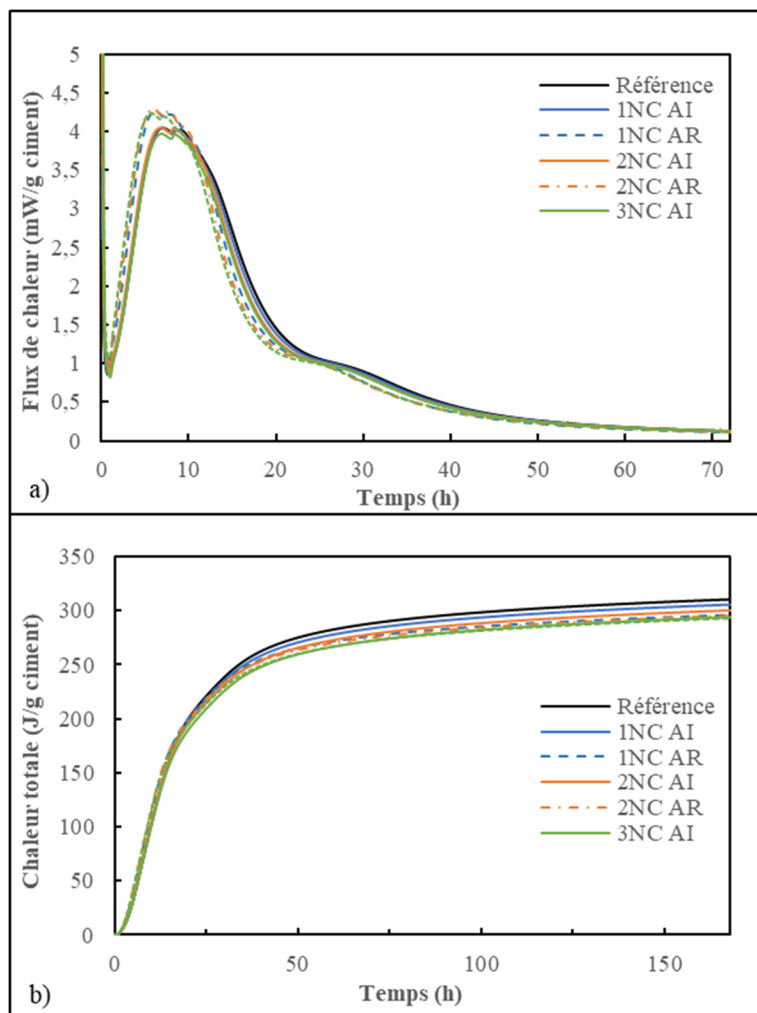 5
4,5
4
3,5
3
2,5
2
1,5
1
0,5
0
Flux de chaleur (mW/g ciment)
Référence
1NC AI
1NC AR
2NC AI
2NC AR
3NC AI
0 10 20 30 40 50 60 70
Temps (h)
a)
350
300
250
200
150
100
50
0
Chaleur totale (J/g ciment)
Référence
1NC AI
1NC AR
2NC AI
2NC AR
3NC AI
0 50 100 150
Temps (h)
b)